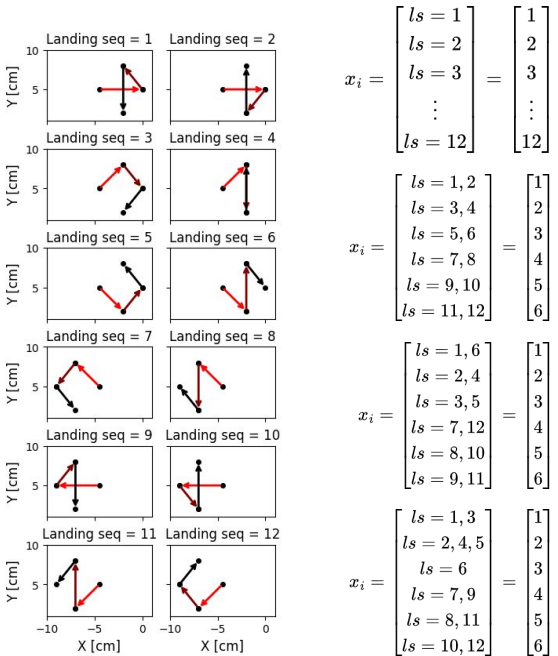 Landing seq = 1 Landing seq = 2
10
5
Y [cm]
Landing seq = 3 Landing seq = 4
10
5
Y [cm]
Landing seq = 5 Landing seq = 6
10
5
Y [cm]
Landing seq = 7 Landing seq = 8
10
5
Y [cm]
Landing seq = 9 Landing seq = 10
10
5
Y [cm]
Landing seq = 11 Landing seq = 12
10
5
Y [cm]
−10 −5 0 −10 −5 0
X [cm] X [cm]
ls = 1 1
ls = 2 2
x_i = ls = 3 = 3
⋮ ⋮
ls = 12 12
ls = 1, 2 1
ls = 3, 4 2
x_i = ls = 5, 6 = 3
ls = 7, 8 4
ls = 9, 10 5
ls = 11, 12 6
ls = 1, 6 1
ls = 2, 4 2
x_i = ls = 3, 5 = 3
ls = 7, 12 4
ls = 8, 10 5
ls = 9, 11 6
ls = 1, 3 1
ls = 2, 4, 5 2
x_i = ls = 6 = 3
ls = 7, 9 4
ls = 8, 11 5
ls = 10, 12 6